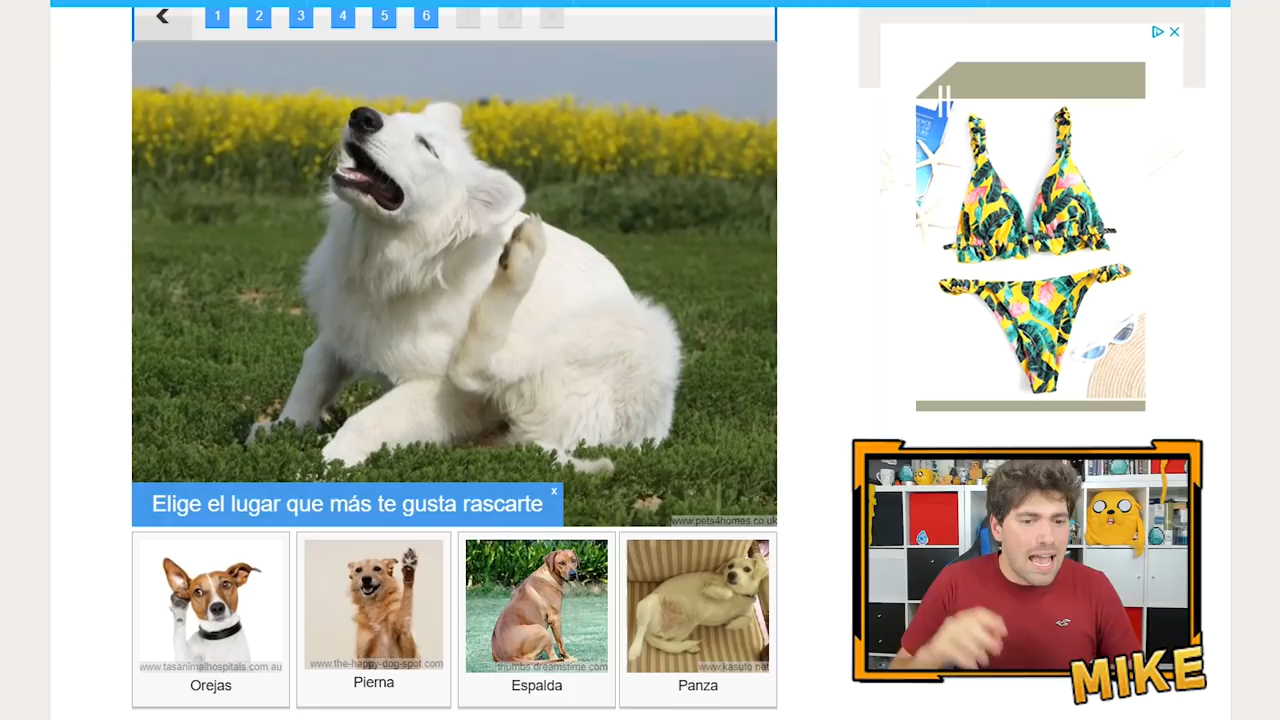 1 2 3 4 5 6
www.pets4homes.co.uk
Elige el lugar que más te gusta rascarte
x
www.tasanimalhospitals.com.au
www.the-happy-dog-spot.com
thumbs.dreamstime.com
www.kasuto.net
Orejas
Pierna
Espalda
Panza
MIKE